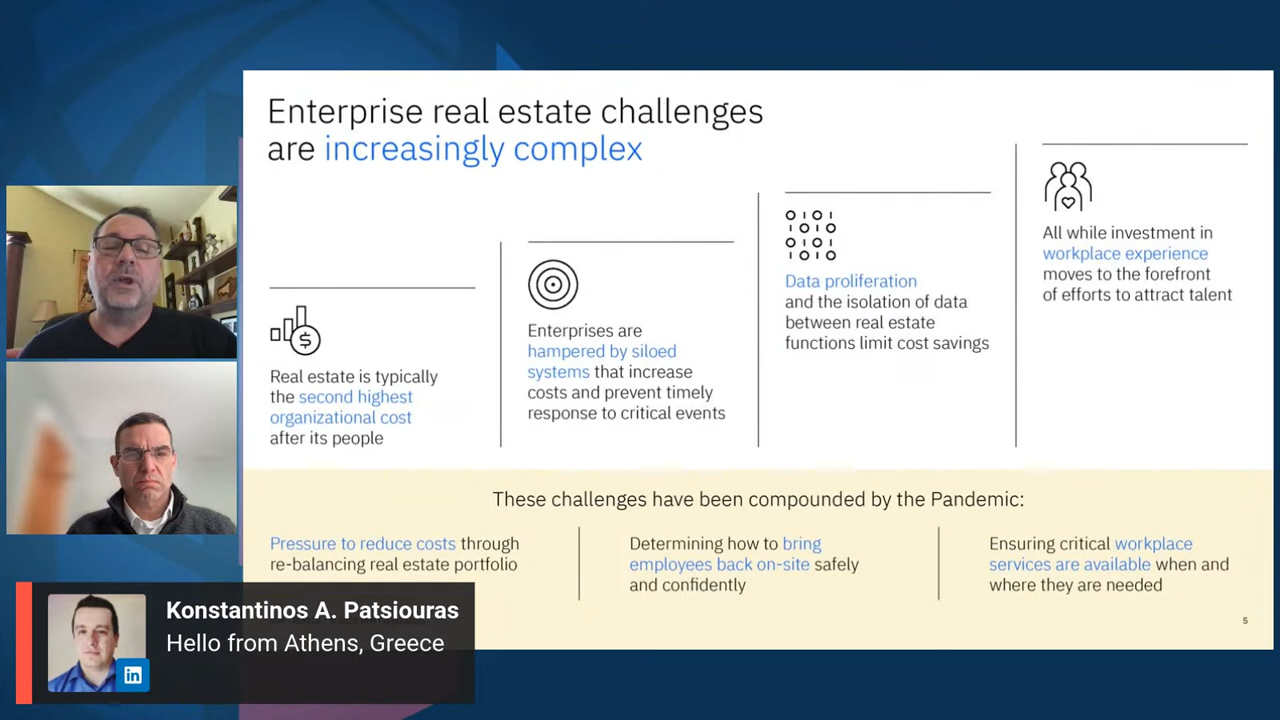 Enterprise real estate challenges
are increasingly complex
Real estate is typically
the second highest
organizational cost
after its people
Enterprises are
hampered by siloed
systems that increase
costs and prevent timely
response to critical events
Data proliferation
and the isolation of data
between real estate
functions limit cost savings
All while investment in
workplace experience
moves to the forefront
of efforts to attract talent
These challenges have been compounded by the Pandemic:
Pressure to reduce costs through
re-balancing real estate portfolio
Determining how to bring
employees back on-site safely
and confidently
Ensuring critical workplace
services are available when and
where they are needed
5
Konstantinos A. Patsiouras
Hello from Athens, Greece
in